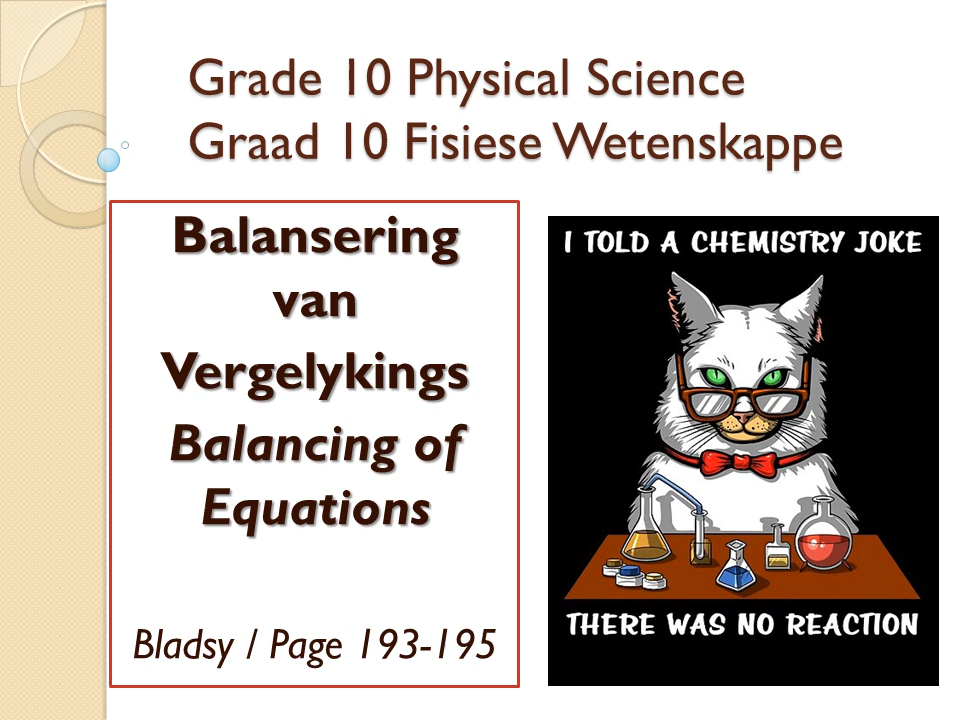 Grade 10 Physical Science
Graad 10 Fisiese Wetenskappe
Balansering
van
Vergelykings
Balancing of
Equations
Bladsy / Page 193-195
I TOLD A CHEMISTRY JOKE
THERE WAS NO REACTION